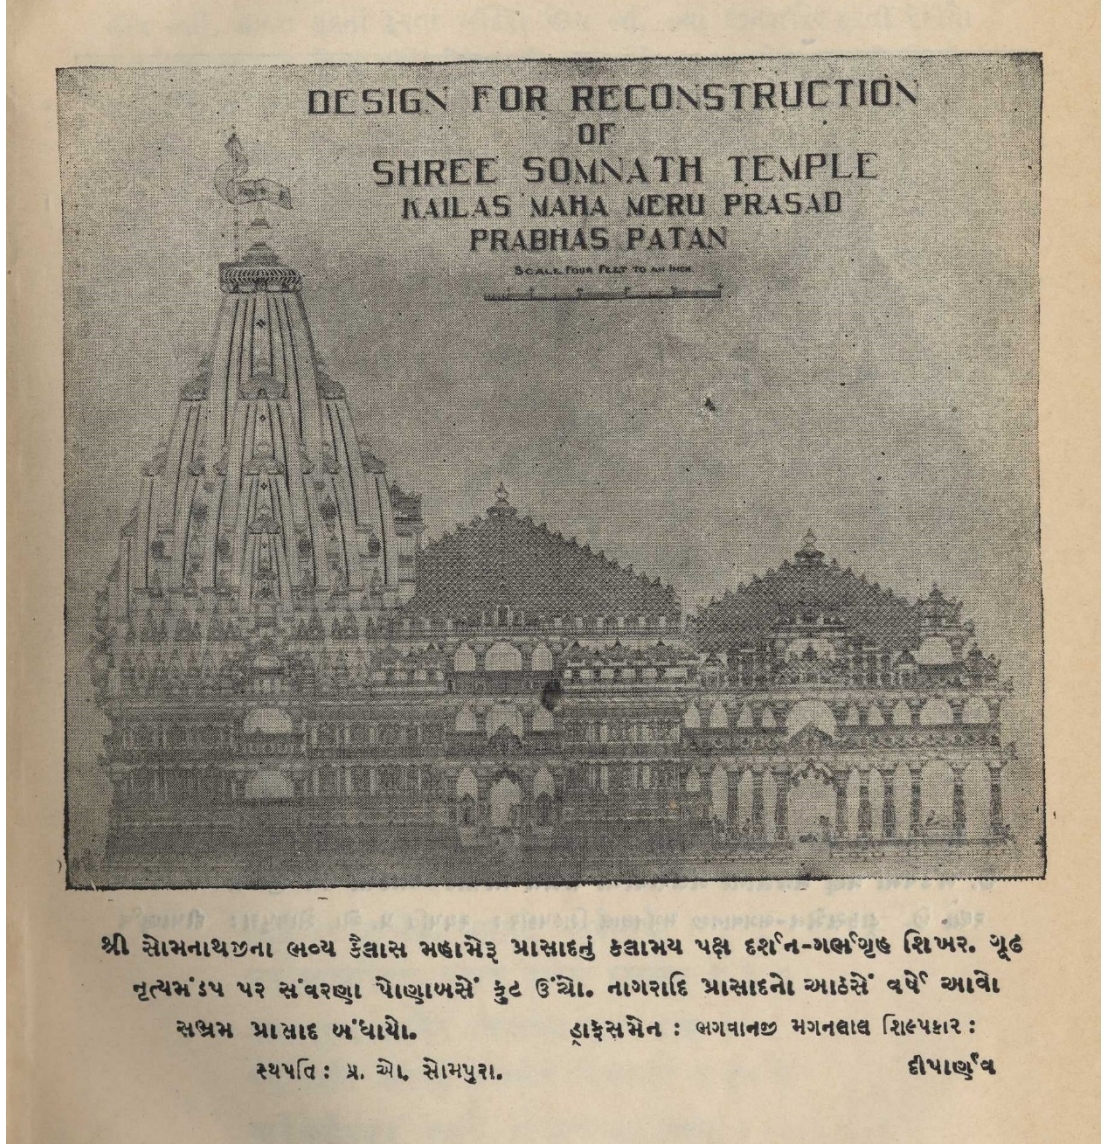 DESIGN FOR RECONSTRUCTION
OF
SHREE SOMNATH TEMPLE
KAILAS MAHA MERU PRASAD
PRABHAS PATAN
SCALE FOUR FEET TO AN INCH
શ્રી સોમનાથજીના ભવ્ય કૈલાસ મહામેરૂ પ્રાસાદનું કલામય પક્ષ દર્શન-ગર્ભગૃહ શિખર. ગૂઢ
નૃત્યમંડપ પર સંવરણા પોણાબસેં ફુટ ઉંચો. નાગરાદિ પ્રાસાદનો આઠસેં વર્ષે આવો
સભ્રમ પ્રાસાદ બંધાયો. ડ્રાફસમેન : ભગવાનજી મગનલાલ શિલ્પકાર :
સ્થપતિ : પ્ર. ઓ. સોમપુરા. દીપાર્ણવ